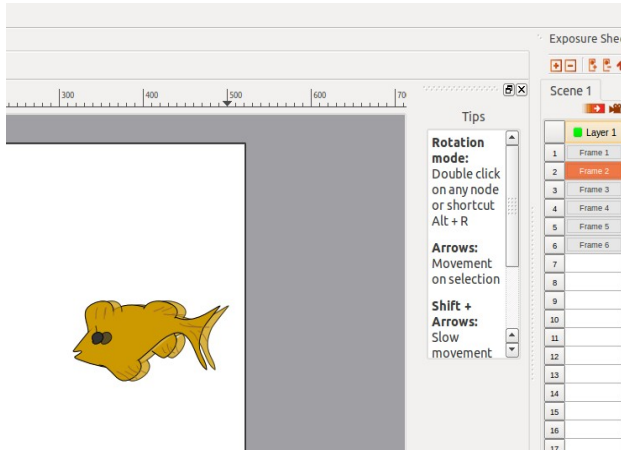 Exposure Shee
300 400 500 600 70
Scene 1
Tips
Layer 1
Rotation
mode:
Double click
on any node
or shortcut
Alt + R
Arrows:
Movement
on selection
Shift +
Arrows:
Slow
movement
1 Frame 1
2 Frame 2
3 Frame 3
4 Frame 4
5 Frame 5
6 Frame 6
7
8
9
10
11
12
13
14
15
16
17